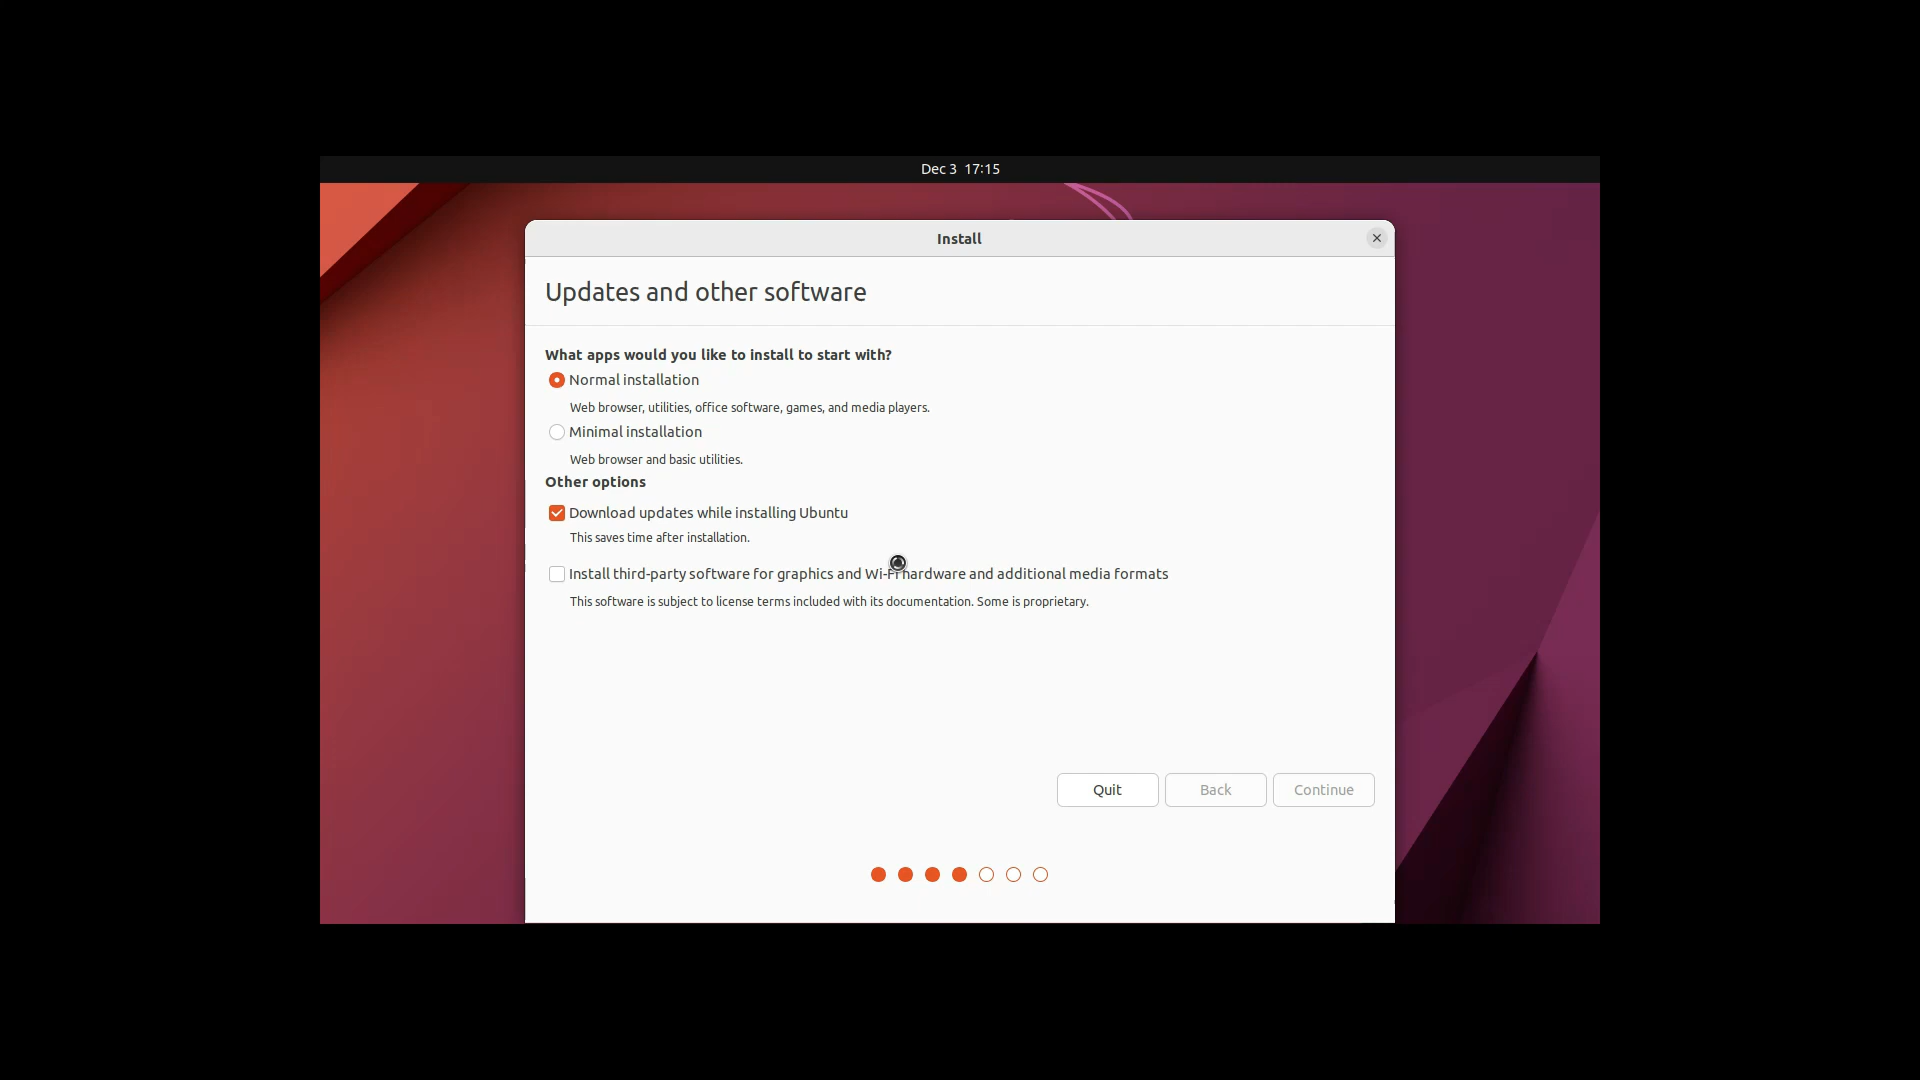 Dec 3 17:15
Install
Updates and other software
What apps would you like to install to start with?
Normal installation
Web browser, utilities, office software, games, and media players.
Minimal installation
Web browser and basic utilities.
Other options
Download updates while installing Ubuntu
This saves time after installation.
Install third-party software for graphics and Wi-Fi hardware and additional media formats
This software is subject to license terms included with its documentation. Some is proprietary.
Quit Back Continue